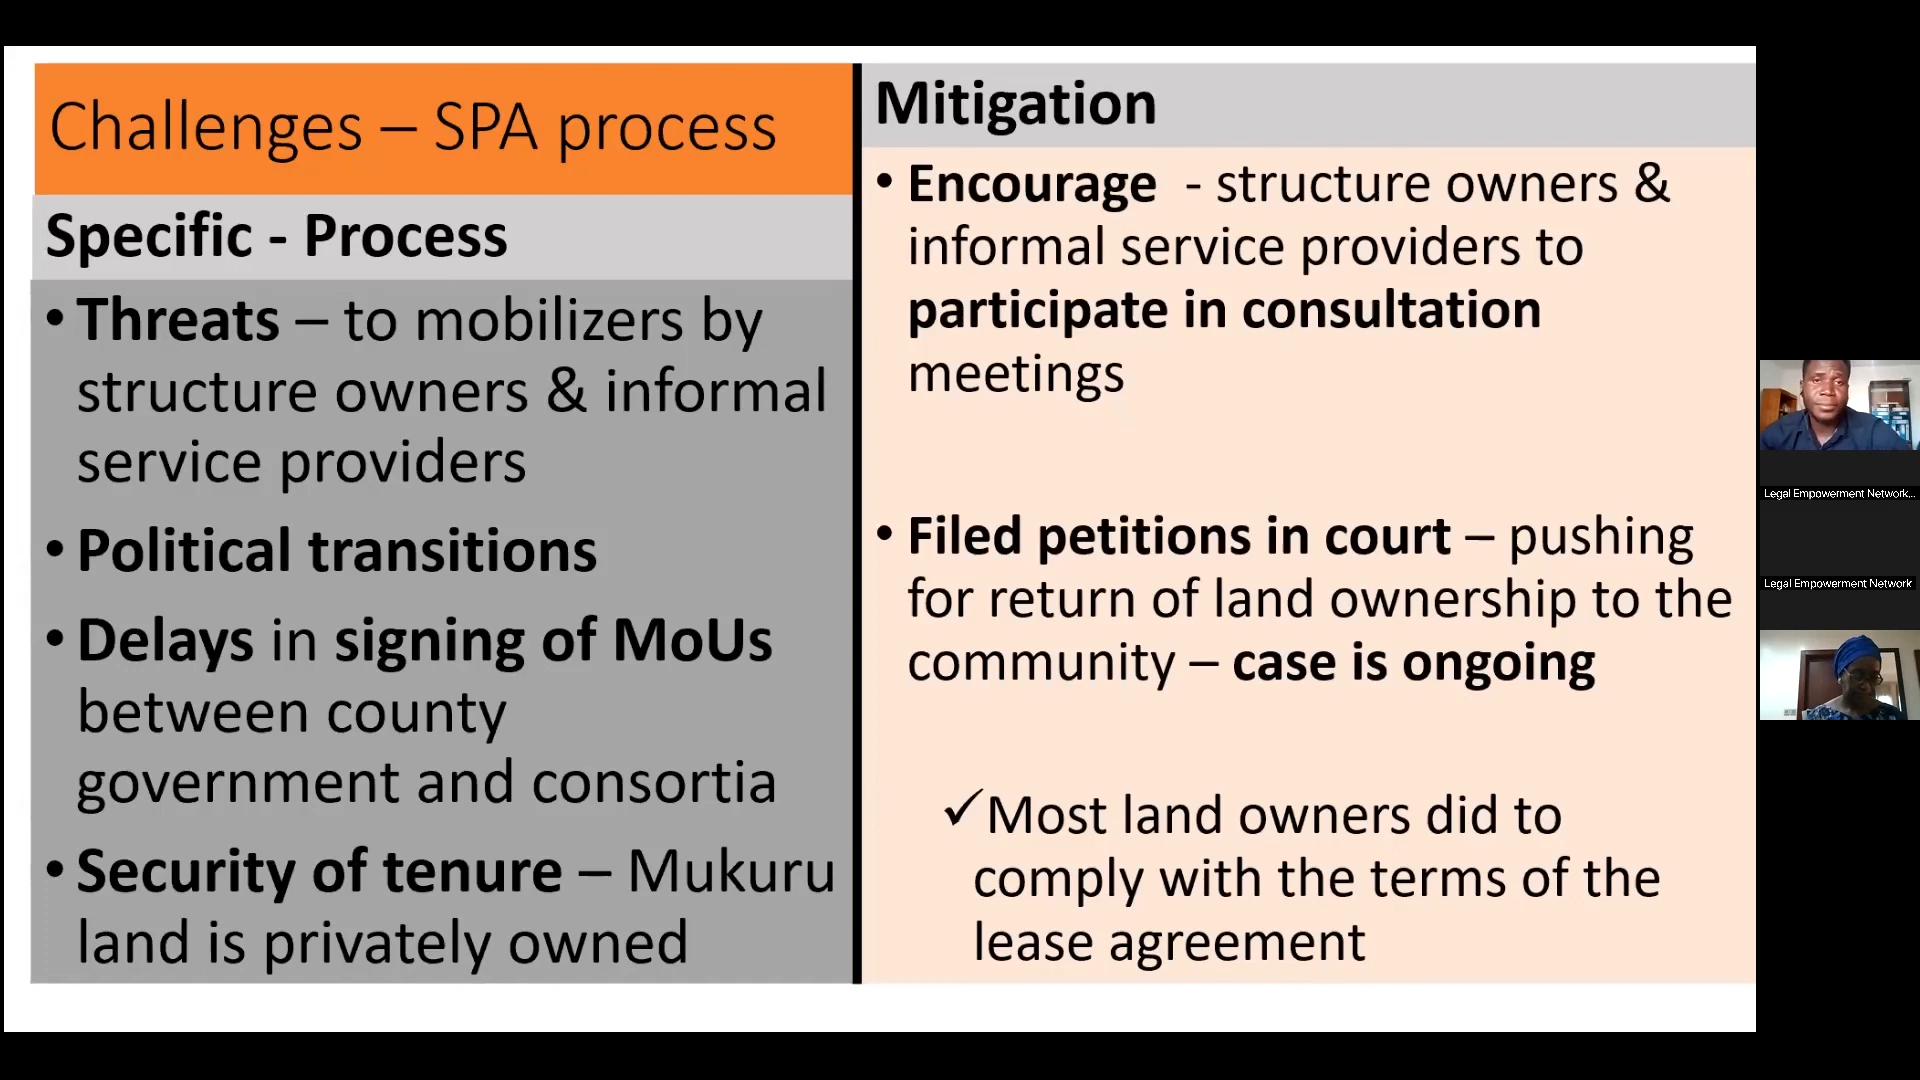 Challenges – SPA process
Specific - Process
• Threats – to mobilizers by
structure owners & informal
service providers
• Political transitions
• Delays in signing of MoUs
between county
government and consortia
• Security of tenure – Mukuru
land is privately owned
Mitigation
• Encourage - structure owners &
informal service providers to
participate in consultation
meetings
• Filed petitions in court – pushing
for return of land ownership to the
community – case is ongoing
✓Most land owners did to
comply with the terms of the
lease agreement
Legal Empowerment Network...
Legal Empowerment Network